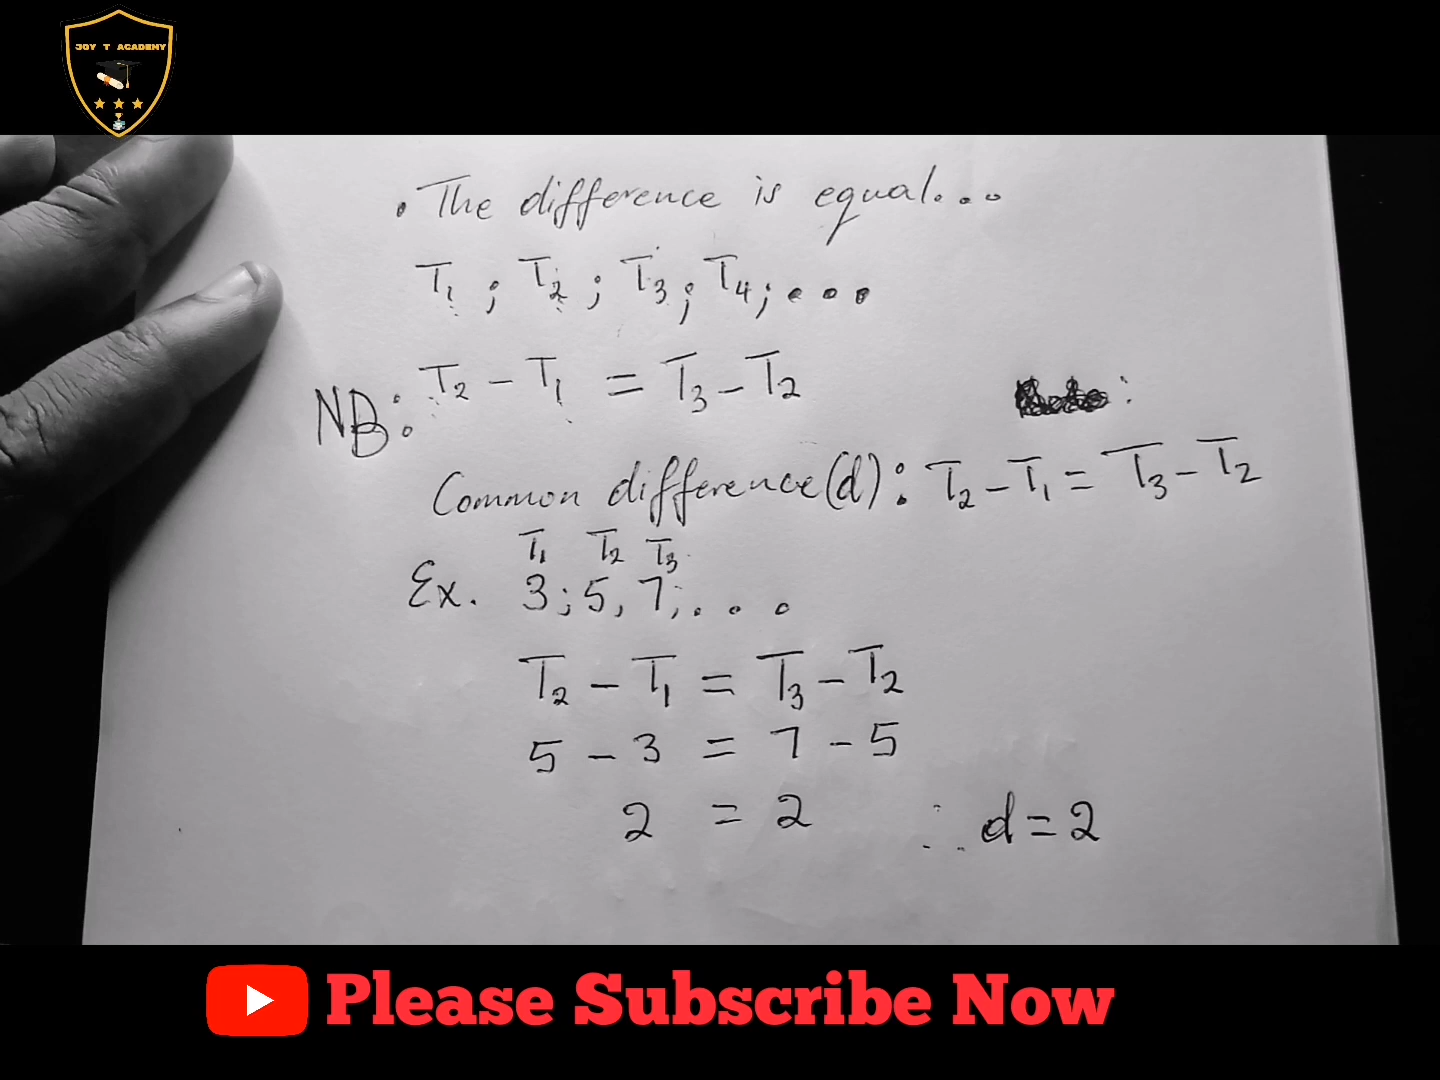 JOY T ACADEMY
. The difference is equal...
T₁ ; T₂ ; T₃ ; T₄ ; ...
NB: T₂ - T₁ = T₃ - T₂
Common difference (d) : T₂ - T₁ = T₃ - T₂
T₁ T₂ T₃
Ex. 3 ; 5 , 7 ; . . .
T₂ - T₁ = T₃ - T₂
5 - 3 = 7 - 5
2 = 2 ∴ d = 2
Please Subscribe Now